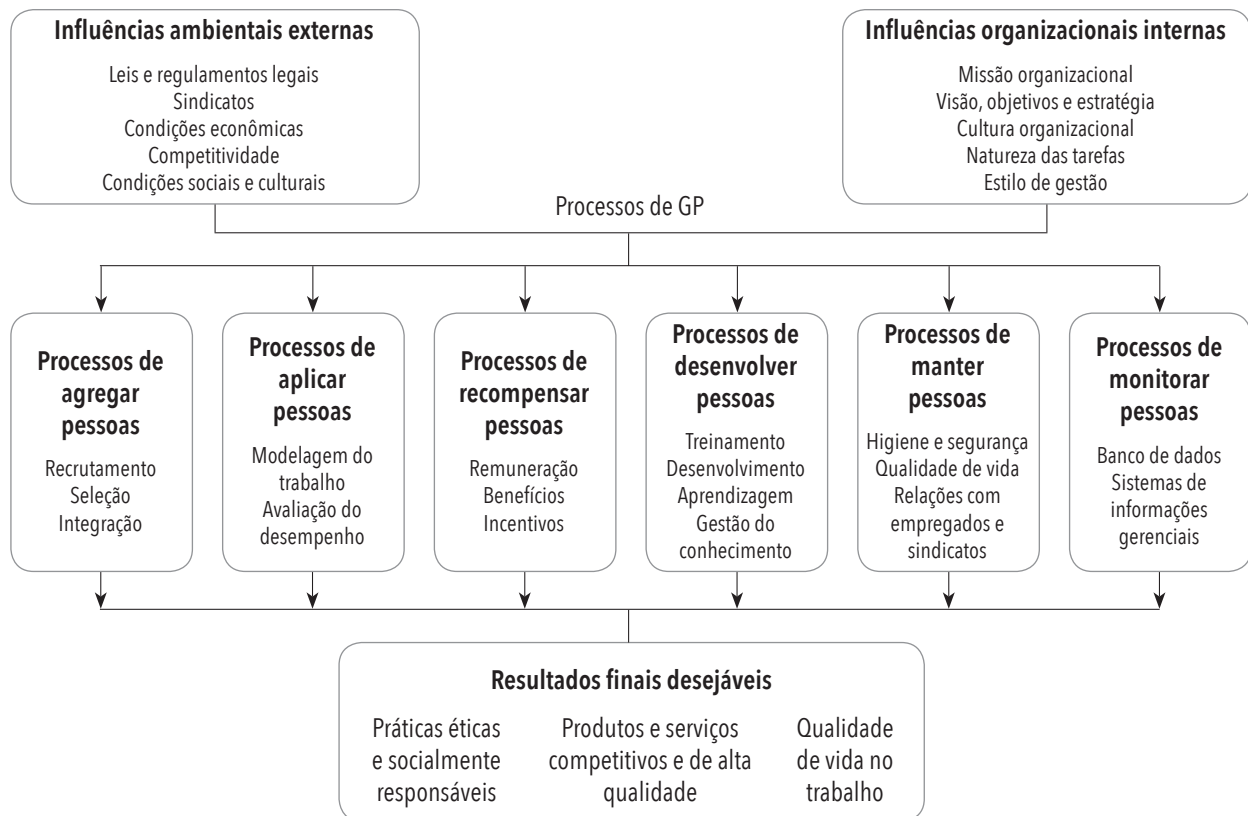 Influências ambientais externas
Leis e regulamentos legais
Sindicatos
Condições econômicas
Competitividade
Condições sociais e culturais
Influências organizacionais internas
Missão organizacional
Visão, objetivos e estratégia
Cultura organizacional
Natureza das tarefas
Estilo de gestão
Processos de GP
Processos de
agregar
pessoas
Recrutamento
Seleção
Integração
Processos de
aplicar
pessoas
Modelagem do
trabalho
Avaliação do
desempenho
Processos de
recompensar
pessoas
Remuneração
Benefícios
Incentivos
Processos de
desenvolver
pessoas
Treinamento
Desenvolvimento
Aprendizagem
Gestão do
conhecimento
Processos de
manter
pessoas
Higiene e segurança
Qualidade de vida
Relações com
empregados e
sindicatos
Processos de
monitorar
pessoas
Banco de dados
Sistemas de
informações
gerenciais
Resultados finais desejáveis
Práticas éticas
e socialmente
responsáveis
Produtos e serviços
competitivos e de alta
qualidade
Qualidade
de vida no
trabalho